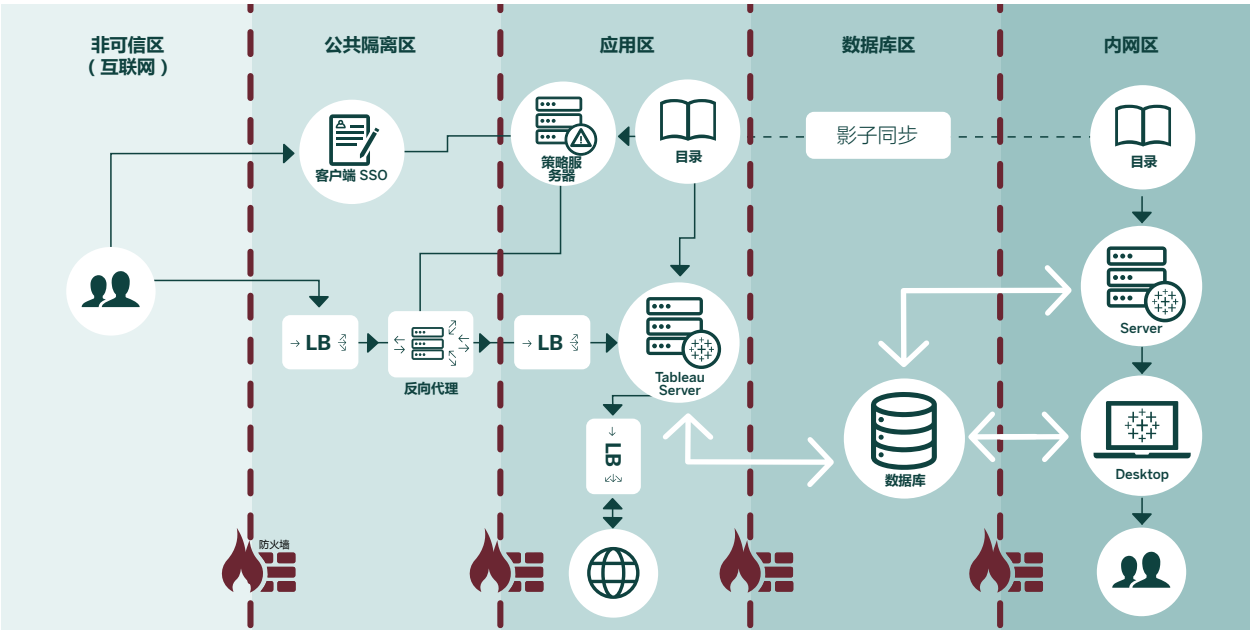 非可信区
（互联网）
公共隔离区
应用区
数据库区
内网区
客户端 SSO
策略服
务器
目录
影子同步
目录
LB
反向代理
LB
Tableau
Server
LB
数据库
Server
Desktop
防火墙